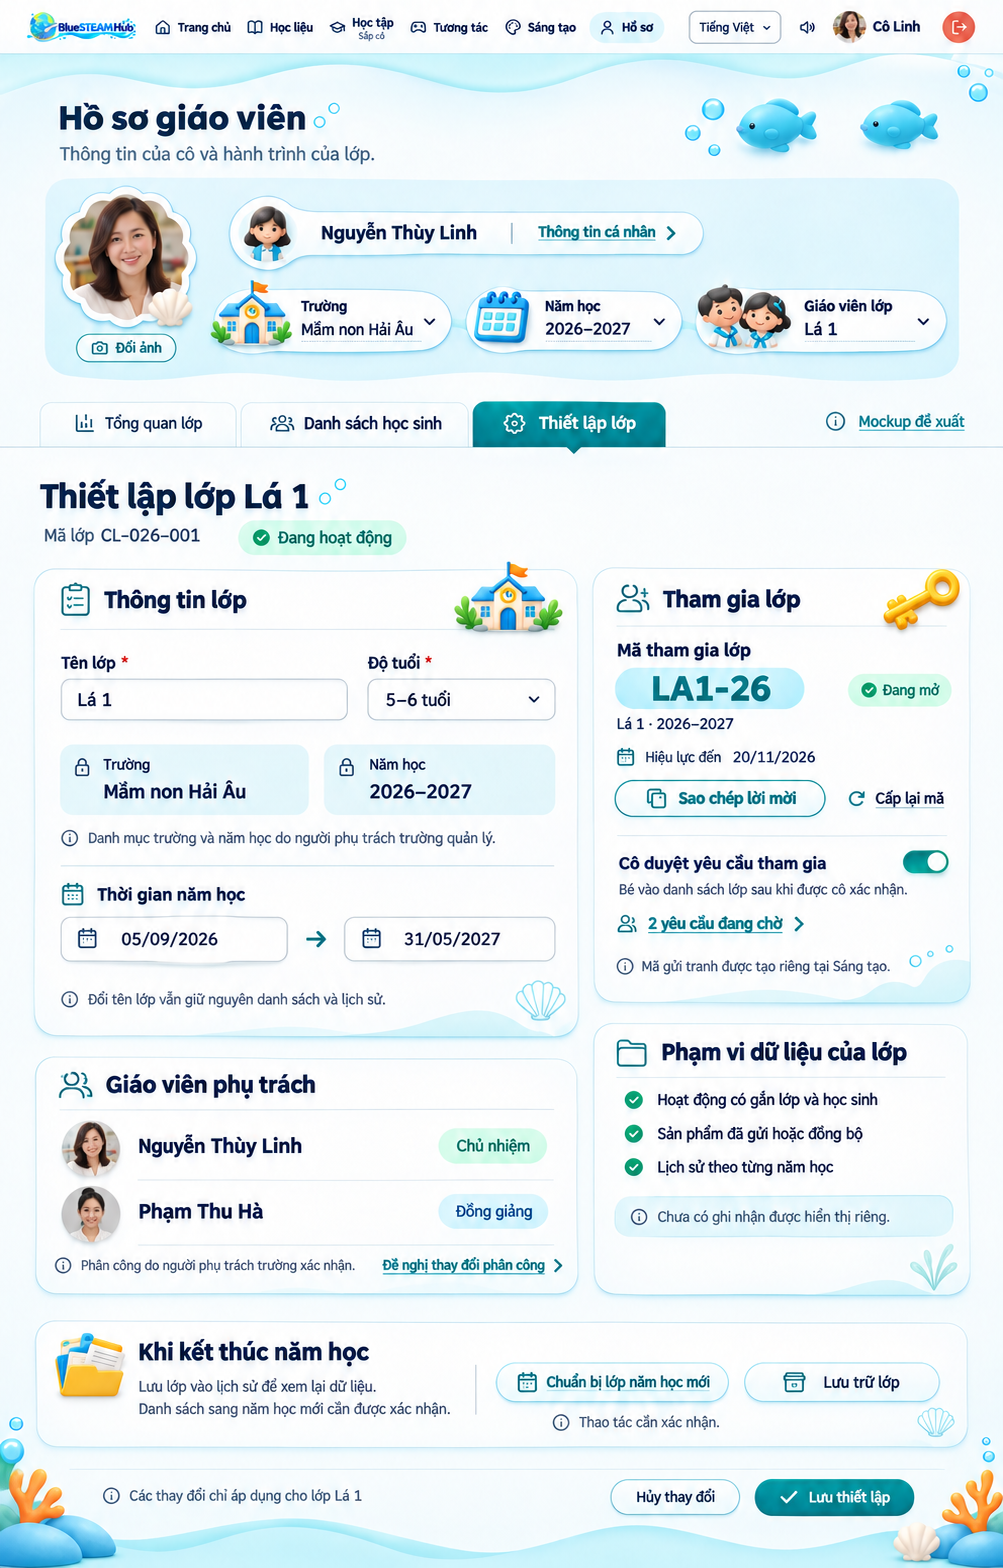 BlueSTEAMHub
Trang chủ
Học liệu
Học tập
Sắp có
Tương tác
Sáng tạo
Hồ sơ
Tiếng Việt
Cô Linh
Hồ sơ giáo viên
Thông tin của cô và hành trình của lớp.
Nguyễn Thùy Linh
Thông tin cá nhân
Trường
Mầm non Hải Âu
Năm học
2026–2027
Giáo viên lớp
Lá 1
Đổi ảnh
Tổng quan lớp
Danh sách học sinh
Thiết lập lớp
Mockup đề xuất
Thiết lập lớp Lá 1
Mã lớp CL–026–001
Đang hoạt động
Thông tin lớp
Tên lớp *
Độ tuổi *
Lá 1
5–6 tuổi
Trường
Mầm non Hải Âu
Năm học
2026–2027
Danh mục trường và năm học do người phụ trách trường quản lý.
Thời gian năm học
05/09/2026
31/05/2027
Đổi tên lớp vẫn giữ nguyên danh sách và lịch sử.
Tham gia lớp
Mã tham gia lớp
LA1-26
Đang mở
Lá 1 · 2026–2027
Hiệu lực đến 20/11/2026
Sao chép lời mời
Cấp lại mã
Cô duyệt yêu cầu tham gia
Bé vào danh sách lớp sau khi được cô xác nhận.
2 yêu cầu đang chờ
Mã gửi tranh được tạo riêng tại Sáng tạo.
Giáo viên phụ trách
Nguyễn Thùy Linh
Chủ nhiệm
Phạm Thu Hà
Đồng giảng
Phân công do người phụ trách trường xác nhận.
Đề nghị thay đổi phân công
Phạm vi dữ liệu của lớp
Hoạt động có gắn lớp và học sinh
Sản phẩm đã gửi hoặc đồng bộ
Lịch sử theo từng năm học
Chưa có ghi nhận được hiển thị riêng.
Khi kết thúc năm học
Lưu lớp vào lịch sử để xem lại dữ liệu.
Danh sách sang năm học mới cần được xác nhận.
Chuẩn bị lớp năm học mới
Lưu trữ lớp
Thao tác cần xác nhận.
Các thay đổi chỉ áp dụng cho lớp Lá 1
Hủy thay đổi
Lưu thiết lập